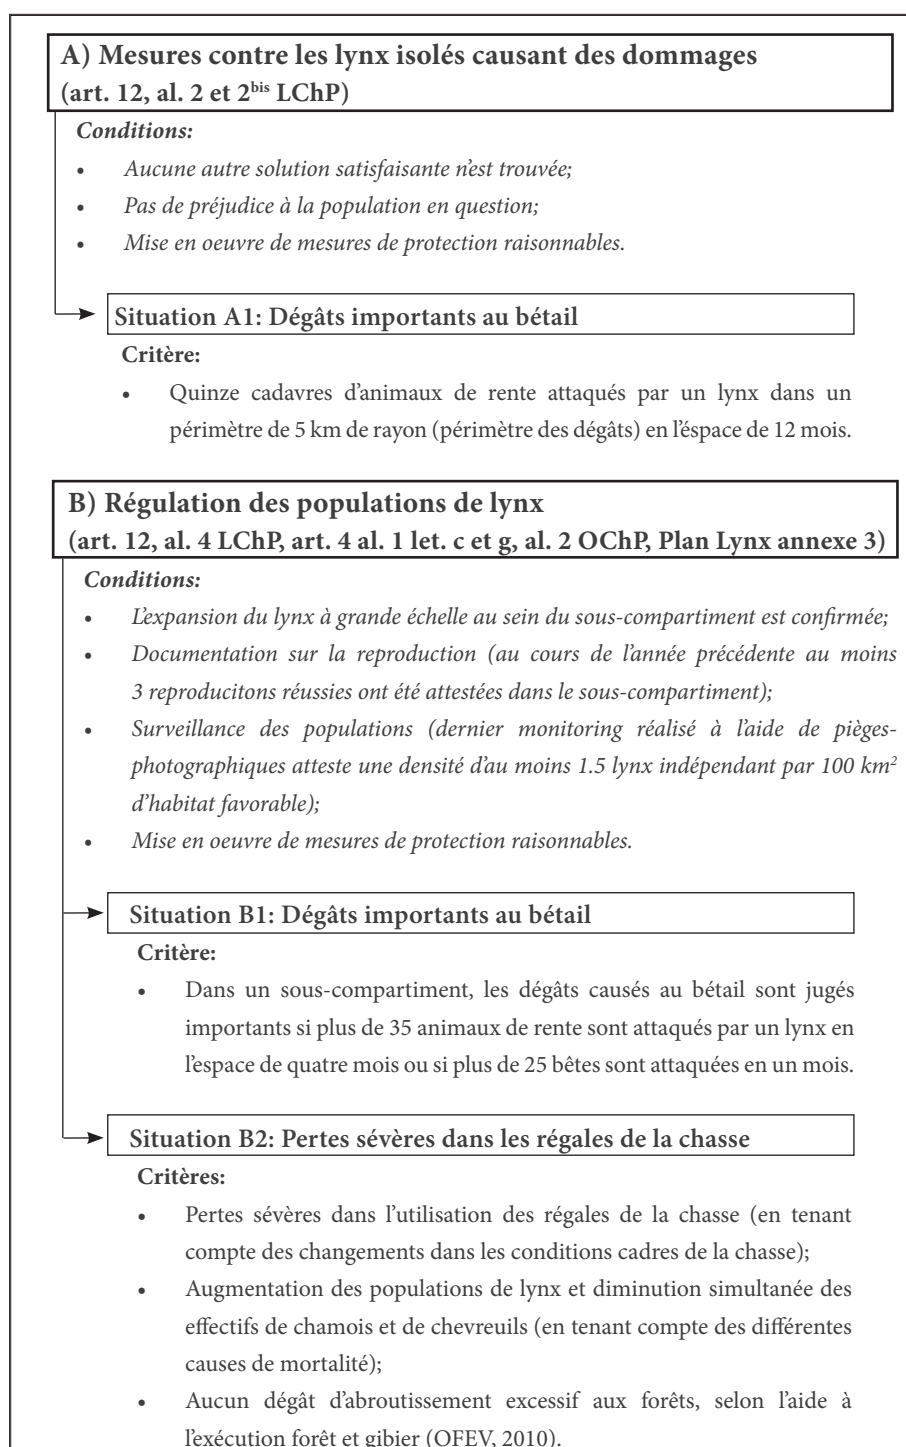 A) Mesures contre les lynx isolés causant des dommages
(art. 12, al. 2 et 2bis LChP)
Conditions:
• Aucune autre solution satisfaisante n'est trouvée;
• Pas de préjudice à la population en question;
• Mise en oeuvre de mesures de protection raisonnables.
Situation A1: Dégâts importants au bétail
Critère:
• Quinze cadavres d'animaux de rente attaqués par un lynx dans un
périmètre de 5 km de rayon (périmètre des dégâts) en l'éspace de 12 mois.
B) Régulation des populations de lynx
(art. 12, al. 4 LChP, art. 4 al. 1 let. c et g, al. 2 OChP, Plan Lynx annexe 3)
Conditions:
• L'expansion du lynx à grande échelle au sein du sous-compartiment est confirmée;
• Documentation sur la reproduction (au cours de l'année précédente au moins
3 reproducitons réussies ont été attestées dans le sous-compartiment);
• Surveillance des populations (dernier monitoring réalisé à l'aide de pièges-
photographiques atteste une densité d'au moins 1.5 lynx indépendant par 100 km²
d'habitat favorable);
• Mise en oeuvre de mesures de protection raisonnables.
Situation B1: Dégâts importants au bétail
Critère:
• Dans un sous-compartiment, les dégâts causés au bétail sont jugés
importants si plus de 35 animaux de rente sont attaqués par un lynx en
l'espace de quatre mois ou si plus de 25 bêtes sont attaquées en un mois.
Situation B2: Pertes sévères dans les régales de la chasse
Critères:
• Pertes sévères dans l'utilisation des régales de la chasse (en tenant
compte des changements dans les conditions cadres de la chasse);
• Augmentation des populations de lynx et diminution simultanée des
effectifs de chamois et de chevreuils (en tenant compte des différentes
causes de mortalité);
• Aucun dégât d'abroutissement excessif aux forêts, selon l'aide à
l'exécution forêt et gibier (OFEV, 2010).